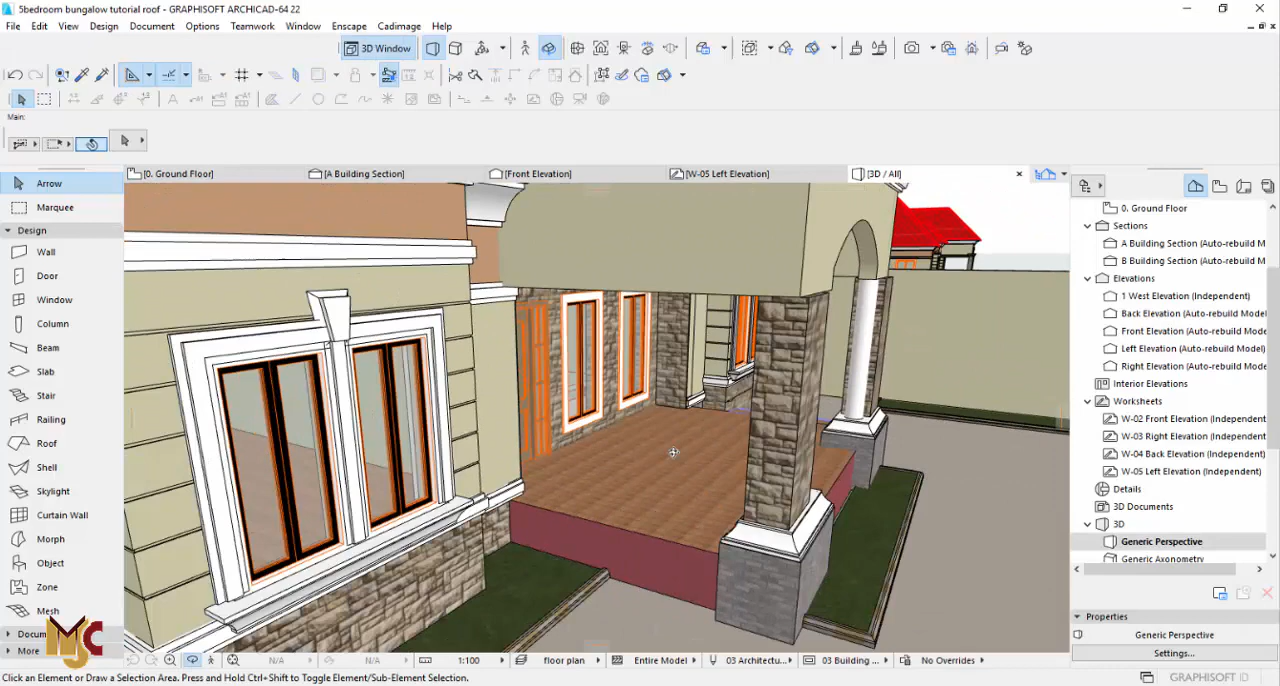 5bedroom bungalow tutorial roof - GRAPHISOFT ARCHICAD-64 22
File Edit View Design Document Options Teamwork Window Enscape Cadimage Help
3D Window
Main:
[0. Ground Floor]
[A Building Section]
[Front Elevation]
[W-05 Left Elevation]
[3D / All]
Arrow
Marquee
Design
Wall
Door
Window
Column
Beam
Slab
Stair
Railing
Roof
Shell
Skylight
Curtain Wall
Morph
Object
Zone
Mesh
Docum
More
MSC
0. Ground Floor
Sections
A Building Section (Auto-rebuild M
B Building Section (Auto-rebuild M
Elevations
1 West Elevation (Independent)
Back Elevation (Auto-rebuild Model
Front Elevation (Auto-rebuild Mode
Left Elevation (Auto-rebuild Model)
Right Elevation (Auto-rebuild Mode
Interior Elevations
Worksheets
W-02 Front Elevation (Independent
W-03 Right Elevation (Independent
W-04 Back Elevation (Independent)
W-05 Left Elevation (Independent)
Details
3D Documents
3D
Generic Perspective
Generic Axonometry
Properties
Generic Perspective
Settings...
N/A
N/A
1:100
floor plan
Entire Model
03 Architectu...
03 Building ...
No Overrides
Click an Element or Draw a Selection Area. Press and Hold Ctrl+Shift to Toggle Element/Sub-Element Selection.
GRAPHISOFT ID